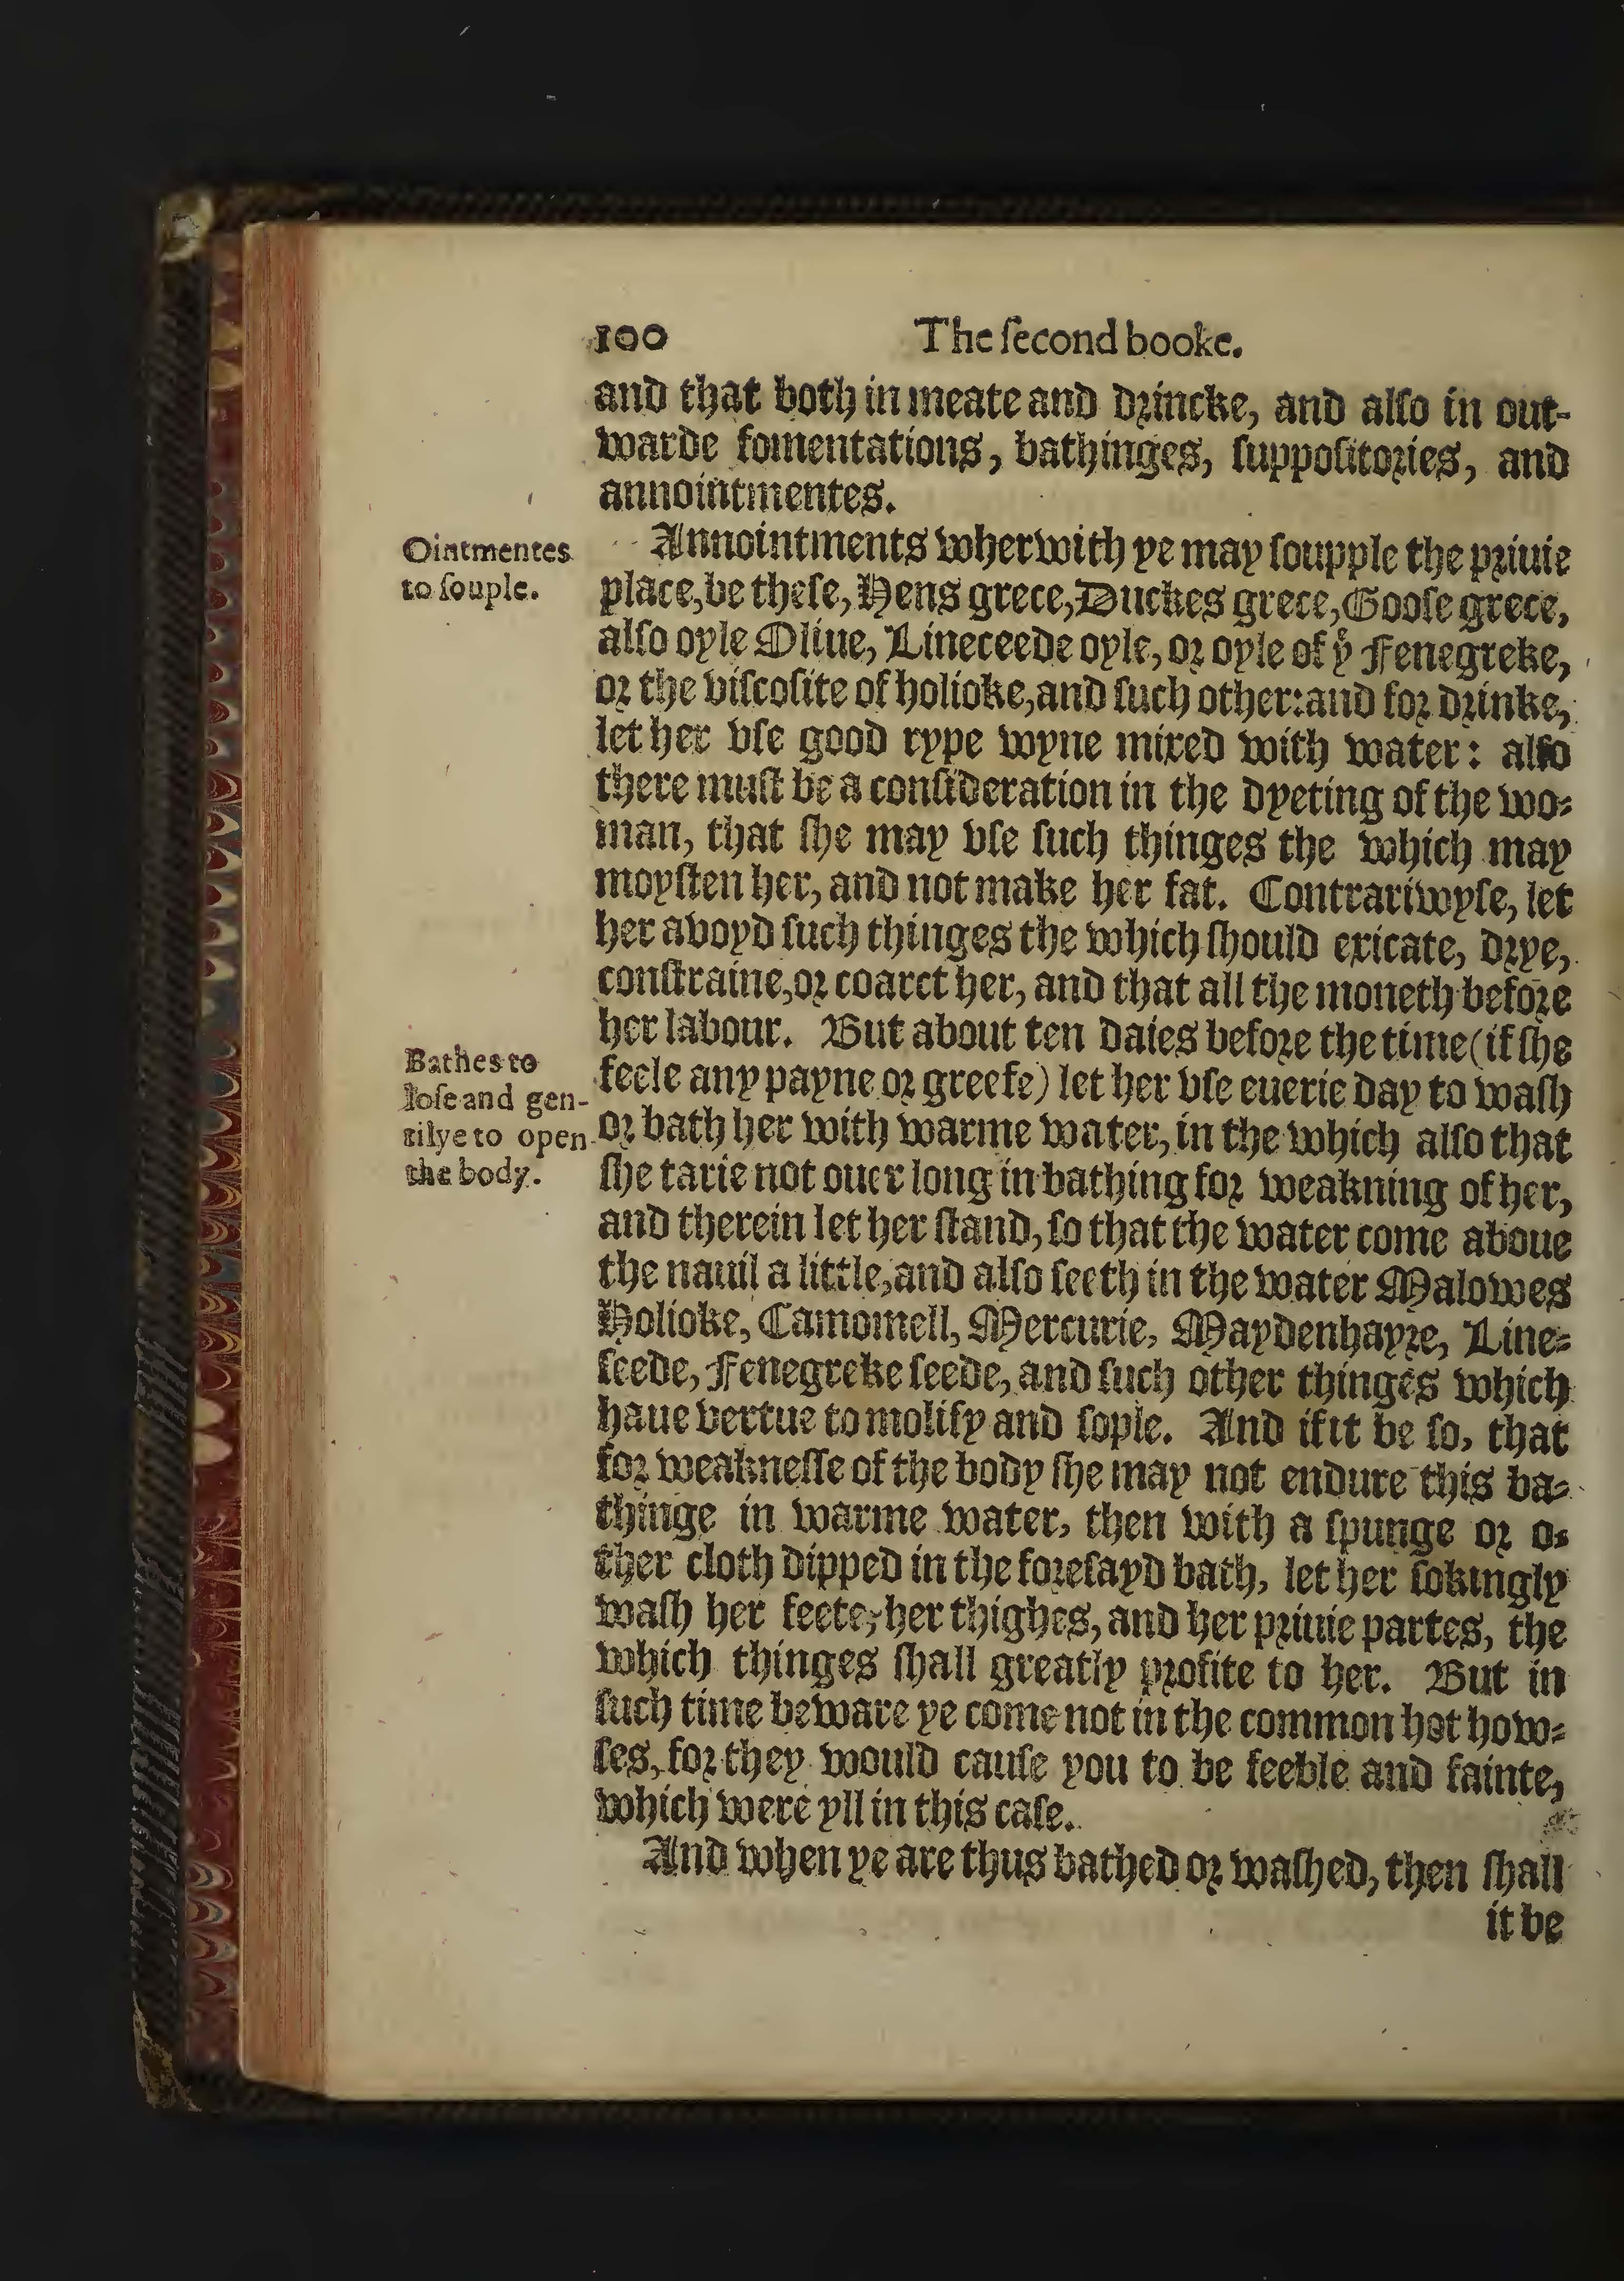 100 The ſecond booke.
and that both in meate and drincke, and alſo in out-
warde fomentations, bathinges, ſuppoſitories, and
annointmentes.
Ointmentes
to ſouple.
Annointments wherwith ye may ſoupple the priuie
place, be theſe, Hens grece, Duckes grece, Gooſe grece,
alſo oyle Oliue, Lineceede oyle, or oyle of yͤ Fenegreke,
or the viſcoſite of holioke, and ſuch other: and for drinke,
let her vſe good rype wyne mixed with water: alſo
there muſt be a conſideration in the dyeting of the wo-
man, that ſhe may vſe ſuch thinges the which may
moyſten her, and not make her fat. Contrariwyſe, let
her avoyd ſuch thinges the which ſhould exicate, drye,
conſtraine, or coarct her, and that all the moneth before
her labour. But about ten daies before the time (if ſhe
Bathes to
loſe and gen-
tilye to open
the body.
feele any payne or greefe) let her vſe euerie day to waſh
or bath her with warme water, in the which alſo that
ſhe tarie not ouer long in bathing for weakning of her,
and therein let her ſtand, ſo that the water come aboue
the nauil a little, and alſo ſeeth in the water Malowes
Holioke, Camomell, Mercurie, Maydenhayre, Line-
ſeede, Fenegreke ſeede, and ſuch other thinges which
haue vertue to molify and ſople. And if it be ſo, that
for weakneſſe of the body ſhe may not endure this ba-
thinge in warme water, then with a ſpunge or o-
ther cloth dipped in the foreſayd bath, let her ſokingly
waſh her feete, her thighes, and her priuie partes, the
which thinges ſhall greatly profite to her. But in
ſuch time beware ye come not in the common hot how-
ſes, for they would cauſe you to be feeble and fainte,
which were yll in this caſe.
And when ye are thus bathed or waſhed, then ſhall
it be